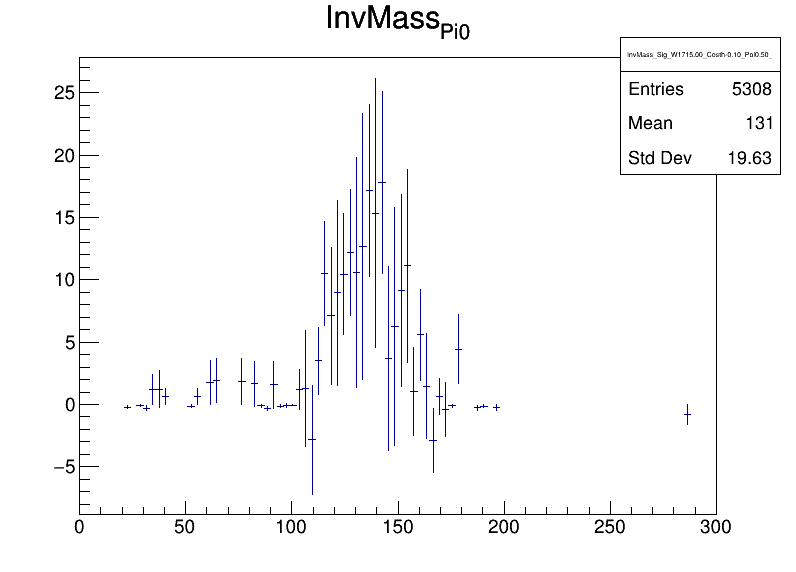 InvMass_Pi0
InvMass_Sig_W1715.00_Costh-0.10_Pol0.50_
Entries 5308
Mean 131
Std Dev 19.63
25
20
15
10
5
0
−5
0 50 100 150 200 250 300